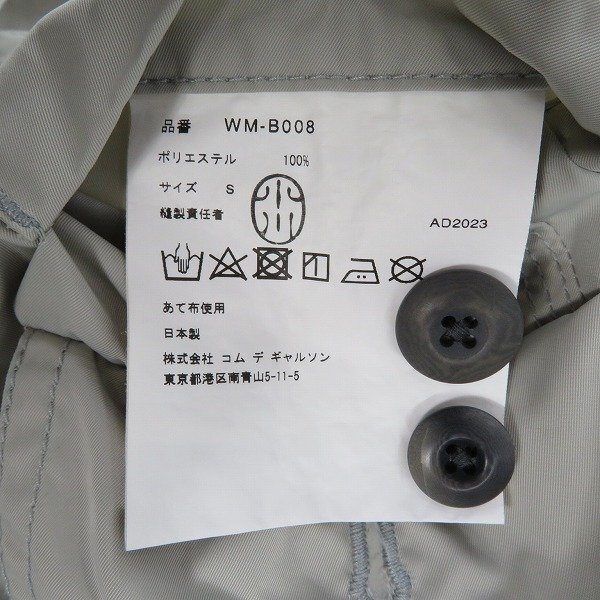 品番 WM-B008
ポリエステル 100%
サイズ S
縫製責任者
AD2023
あて布使用
日本製
株式会社 コム デ ギャルソン
東京都港区南青山5-11-5